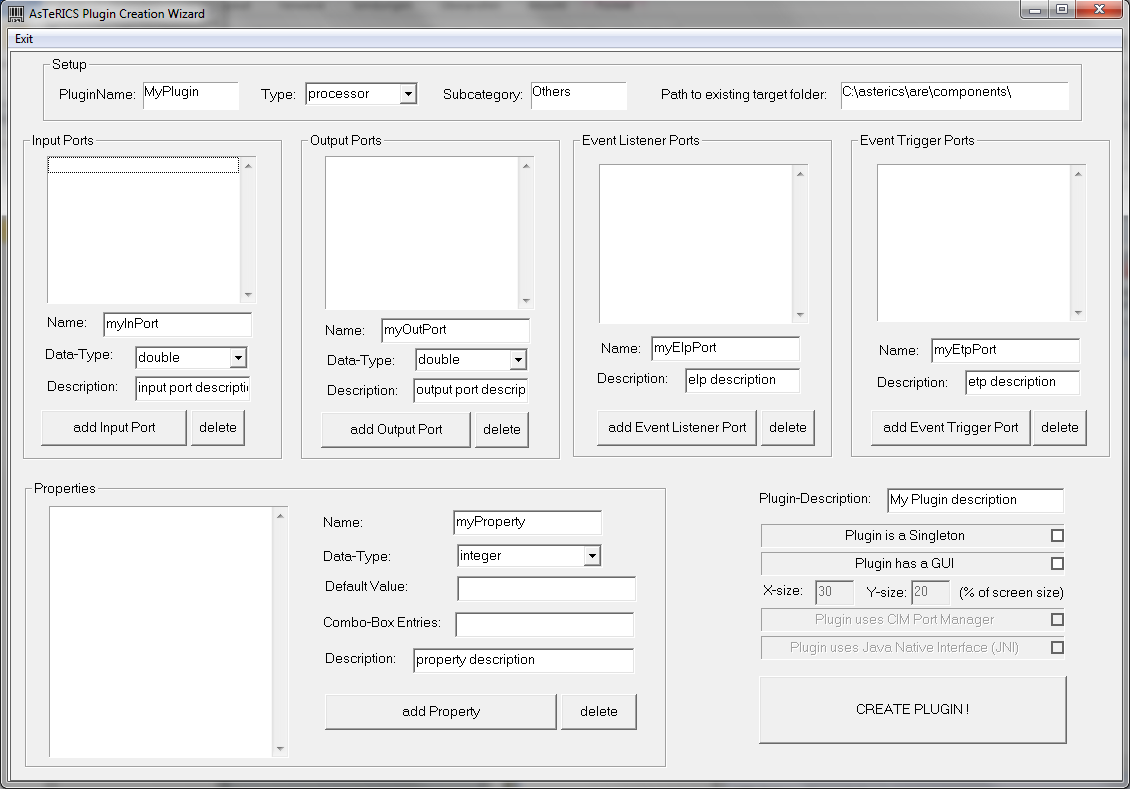 AsTeRICS Plugin Creation Wizard
Exit
Setup
PluginName: MyPlugin Type: processor Subcategory: Others Path to existing target folder: C:\asterics\are\components\
Input Ports Output Ports Event Listener Ports Event Trigger Ports
Name: myInPort
Data-Type: double
Description: input port descripti
add Input Port delete
Name: myOutPort
Data-Type: double
Description: output port descrip
add Output Port delete
Name: myElpPort
Description: elp description
add Event Listener Port delete
Name: myEtpPort
Description: etp description
add Event Trigger Port delete
Properties
Name: myProperty
Data-Type: integer
Default Value:
Combo-Box Entries:
Description: property description
add Property delete
Plugin-Description: My Plugin description
Plugin is a Singleton
Plugin has a GUI
X-size: 30 Y-size: 20 (% of screen size)
Plugin uses CIM Port Manager
Plugin uses Java Native Interface (JNI)
CREATE PLUGIN !